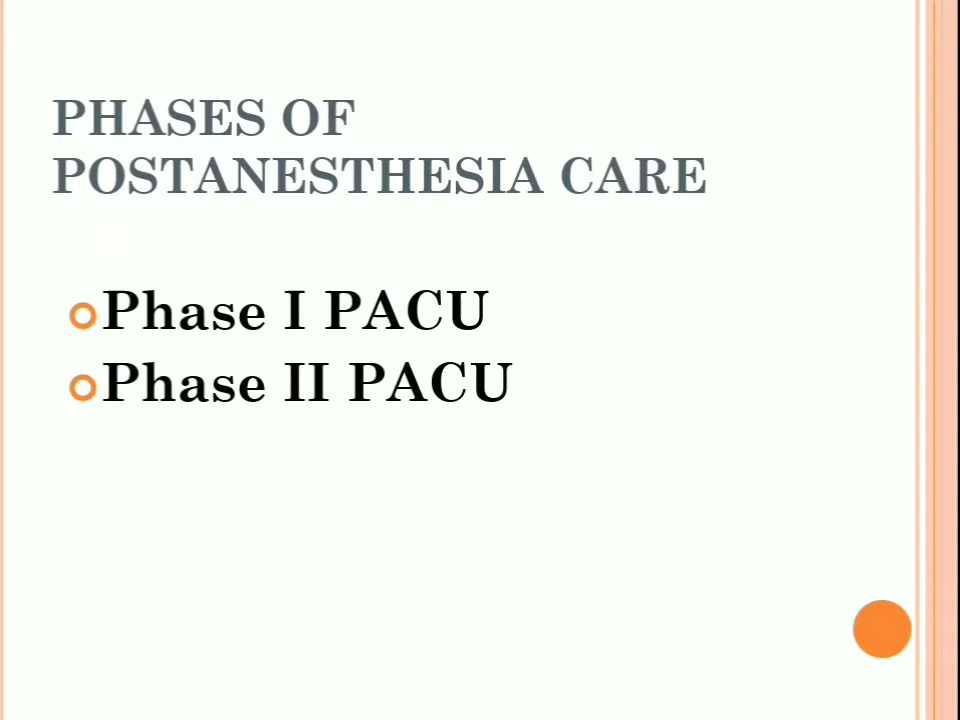 PHASES OF
POSTANESTHESIA CARE
Phase I PACU
Phase II PACU